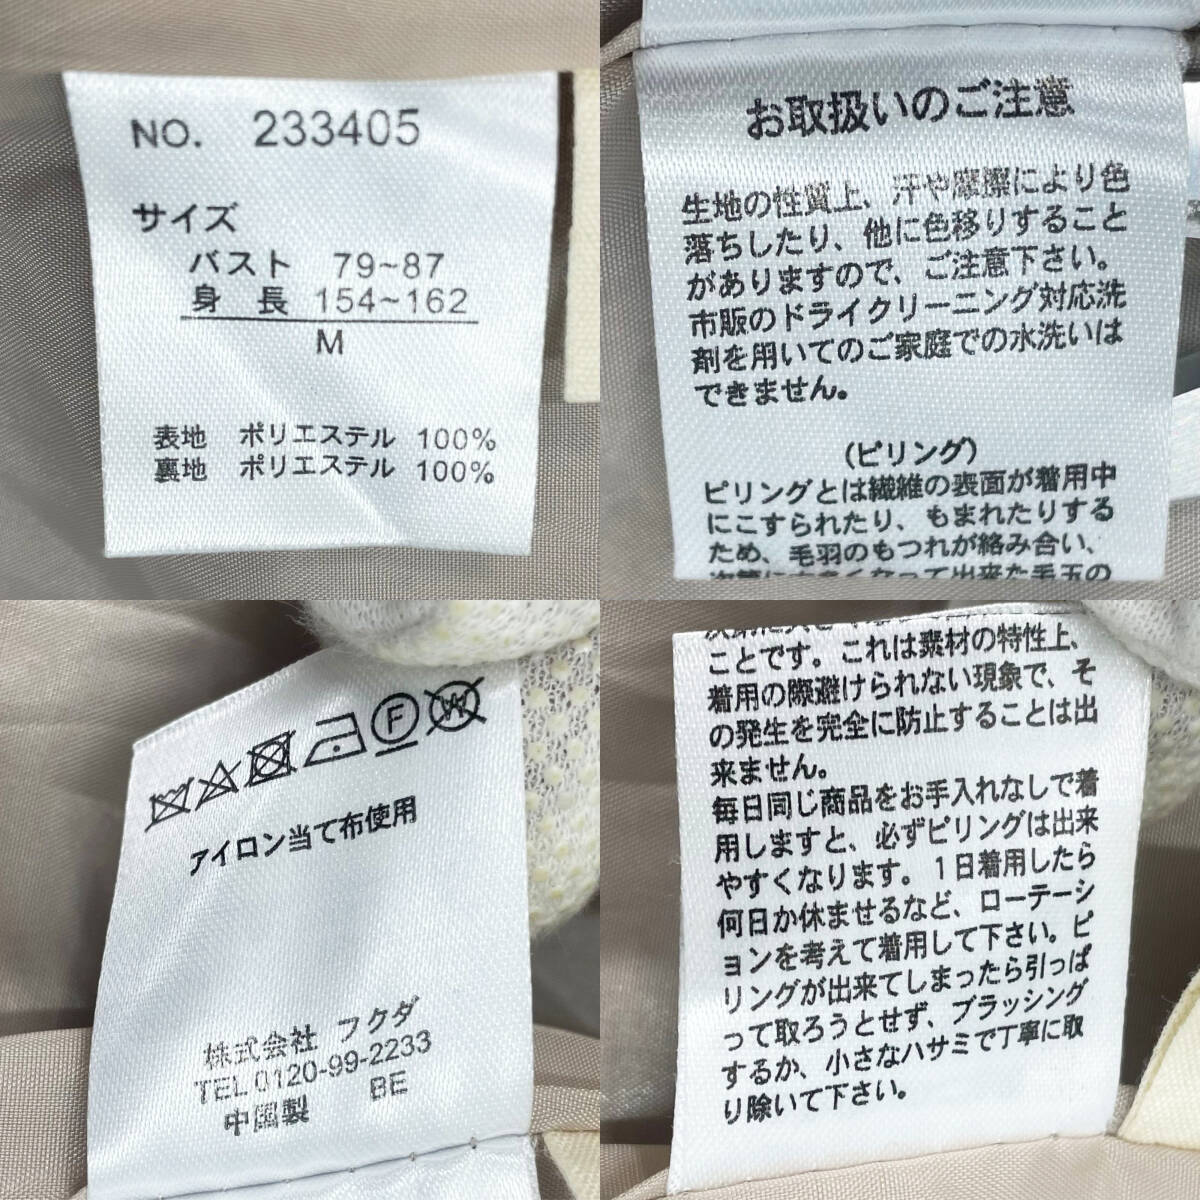 NO. 233405
サイズ
バスト 79~87
身 長 154~162
M
表地 ポリエステル 100%
裏地 ポリエステル 100%
お取扱いのご注意
生地の性質上、汗や摩擦により色
落ちしたり、他に色移りすること
がありますので、ご注意下さい。
市販のドライクリーニング対応洗
剤を用いてのご家庭での水洗いは
できません。
(ピリング)
ピリングとは繊維の表面が着用中
にこすられたり、もまれたりする
ため、毛羽のもつれが絡み合い、
出来た毛玉の
F
W
アイロン当て布使用
株式会社 フクダ
TEL 0120-99-2233
中国製 BE
ことです。これは素材の特性上、
着用の際避けられない現象で、そ
の発生を完全に防止することは出
来ません。
毎日同じ商品をお手入れなしで着
用しますと、必ずピリングは出来
やすくなります。1日着用したら
何日か休ませるなど、ローテーシ
ョンを考えて着用して下さい。ピ
リングが出来てしまったら引っぱ
って取ろうとせず、ブラッシング
するか、小さなハサミで丁寧に取
り除いて下さい。